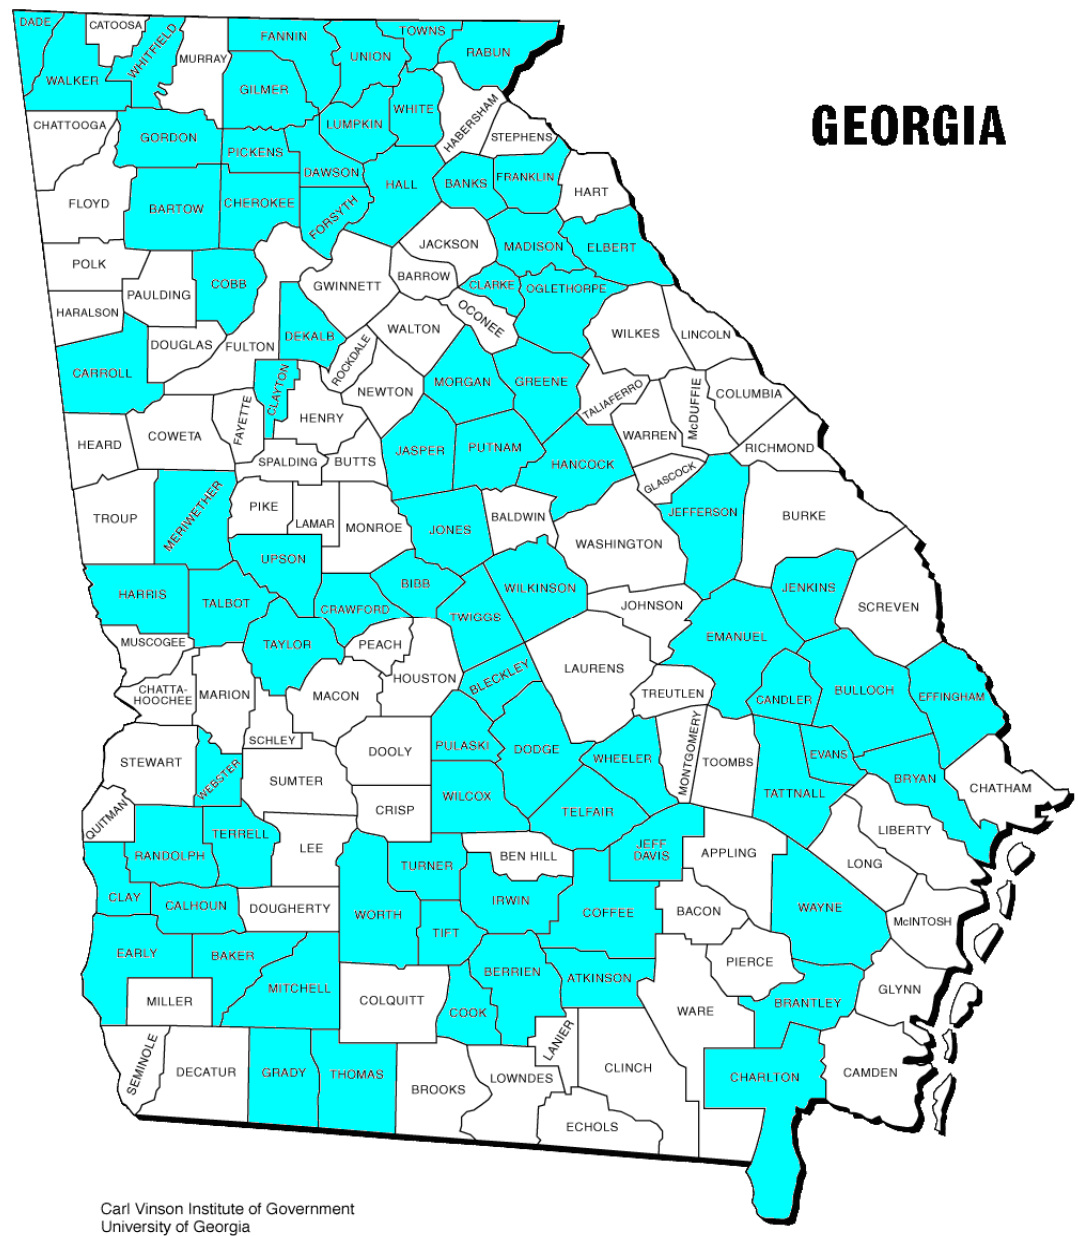 GEORGIA
DADE
CATOOSA
WHITFIELD
MURRAY
FANNIN
UNION
TOWNS
RABUN
WALKER
GILMER
WHITE
HABERSHAM
LUMPKIN
CHATTOOGA
GORDON
PICKENS
STEPHENS
DAWSON
HALL
BANKS
FRANKLIN
HART
FLOYD
BARTOW
CHEROKEE
FORSYTH
JACKSON
MADISON
ELBERT
POLK
COBB
GWINNETT
BARROW
CLARKE
OGLETHORPE
PAULDING
HARALSON
OCONEE
DEKALB
WALTON
WILKES
LINCOLN
DOUGLAS
FULTON
ROCKDALE
CARROLL
CLAYTON
NEWTON
MORGAN
GREENE
TALIAFERRO
McDUFFIE
COLUMBIA
FAYETTE
HENRY
HEARD
COWETA
SPALDING
BUTTS
JASPER
PUTNAM
HANCOCK
WARREN
RICHMOND
GLASCOCK
TROUP
MERIWETHER
PIKE
LAMAR
MONROE
JONES
BALDWIN
WASHINGTON
JEFFERSON
BURKE
UPSON
BIBB
WILKINSON
JENKINS
HARRIS
TALBOT
CRAWFORD
TWIGGS
JOHNSON
SCREVEN
MUSCOGEE
TAYLOR
PEACH
EMANUEL
CHATTA-
HOOCHEE
MARION
MACON
HOUSTON
BLECKLEY
LAURENS
TREUTLEN
CANDLER
BULLOCH
EFFINGHAM
SCHLEY
DOOLY
PULASKI
DODGE
WHEELER
MONTGOMERY
TOOMBS
EVANS
STEWART
WEBSTER
SUMTER
BRYAN
CHATHAM
QUITMAN
CRISP
WILCOX
TELFAIR
TATTNALL
TERRELL
LEE
LIBERTY
RANDOLPH
TURNER
BEN HILL
JEFF
DAVIS
APPLING
LONG
CLAY
CALHOUN
DOUGHERTY
WORTH
IRWIN
COFFEE
BACON
WAYNE
McINTOSH
TIFT
EARLY
BAKER
MITCHELL
BERRIEN
ATKINSON
PIERCE
MILLER
COLQUITT
COOK
WARE
BRANTLEY
GLYNN
SEMINOLE
DECATUR
GRADY
THOMAS
BROOKS
LOWNDES
LANIER
CLINCH
CHARLTON
CAMDEN
ECHOLS
Carl Vinson Institute of Government
University of Georgia